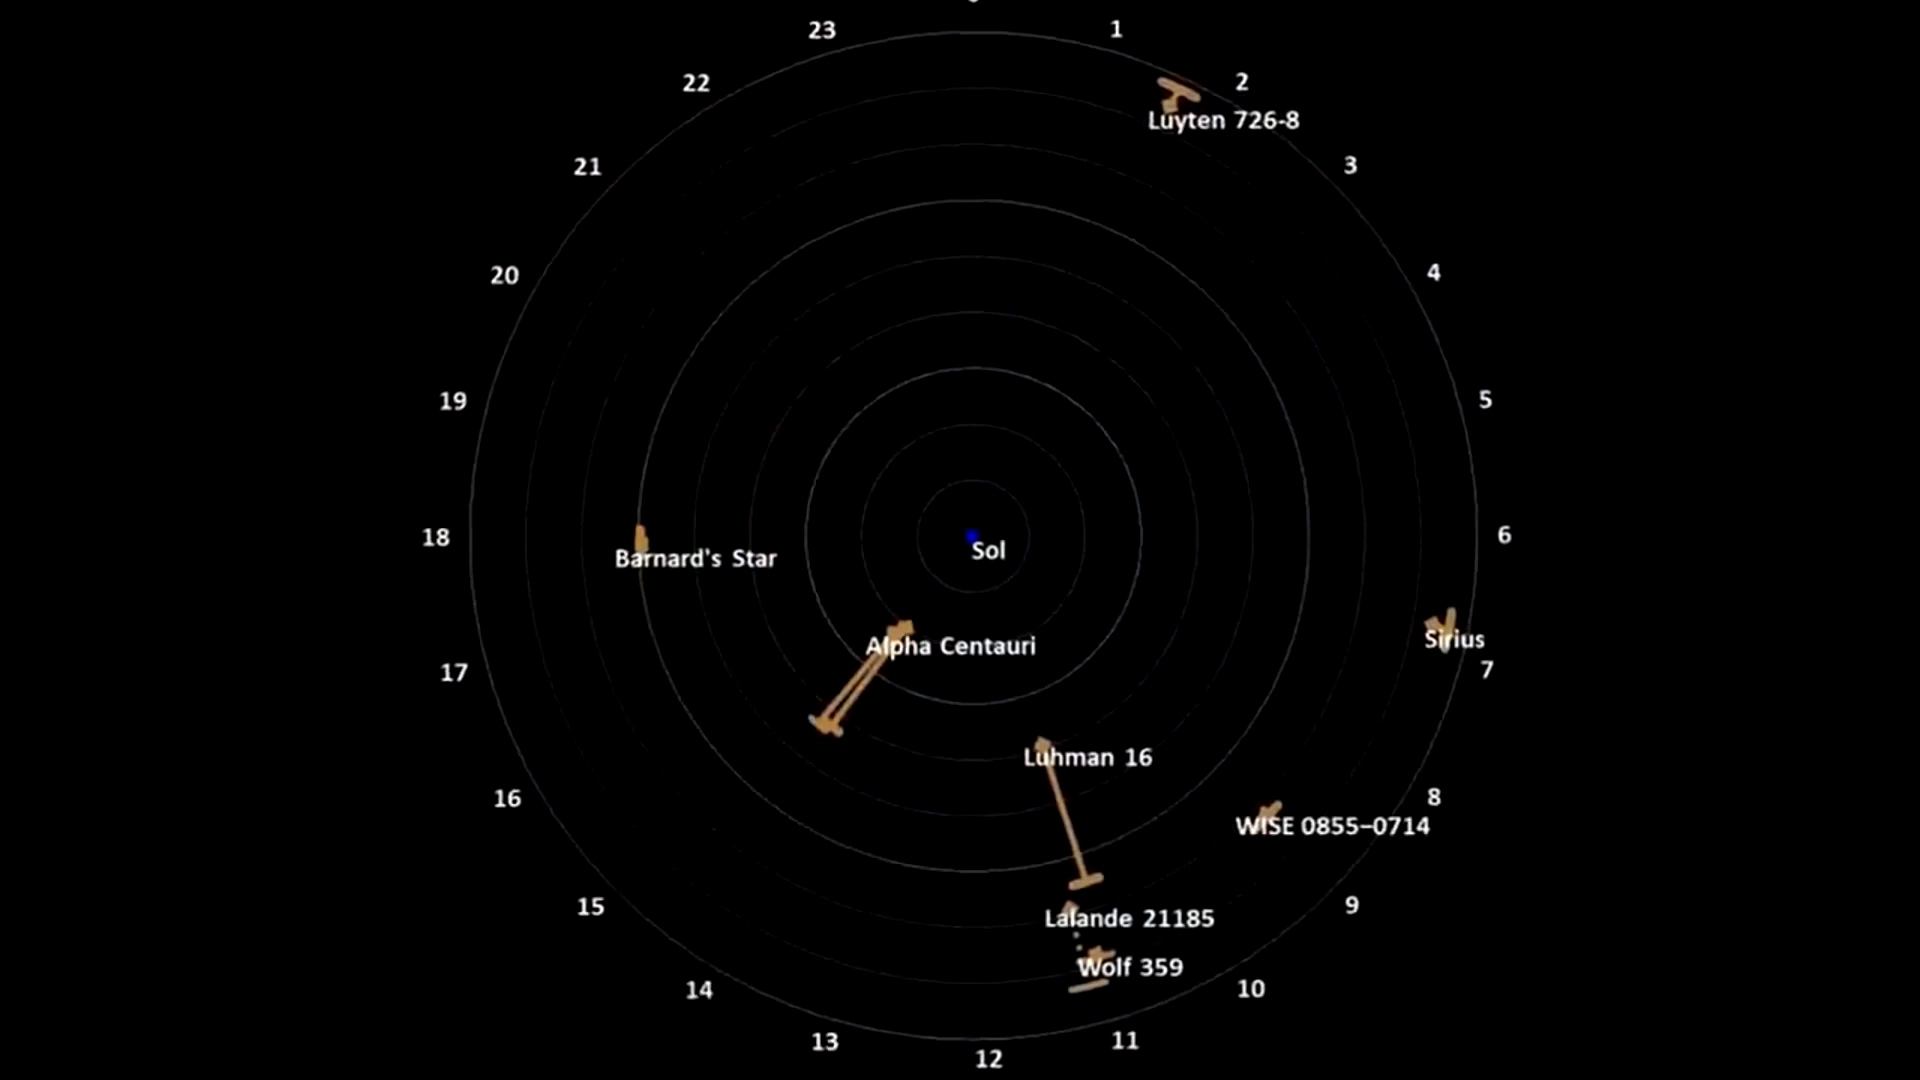 23
1
22
2
Luyten 726-8
21
3
20
4
19
5
18
Barnard's Star
Sol
6
Alpha Centauri
Sirius
17
7
Luhman 16
16
8
WISE 0855–0714
15
Lalande 21185
9
Wolf 359
14
10
13
11
12